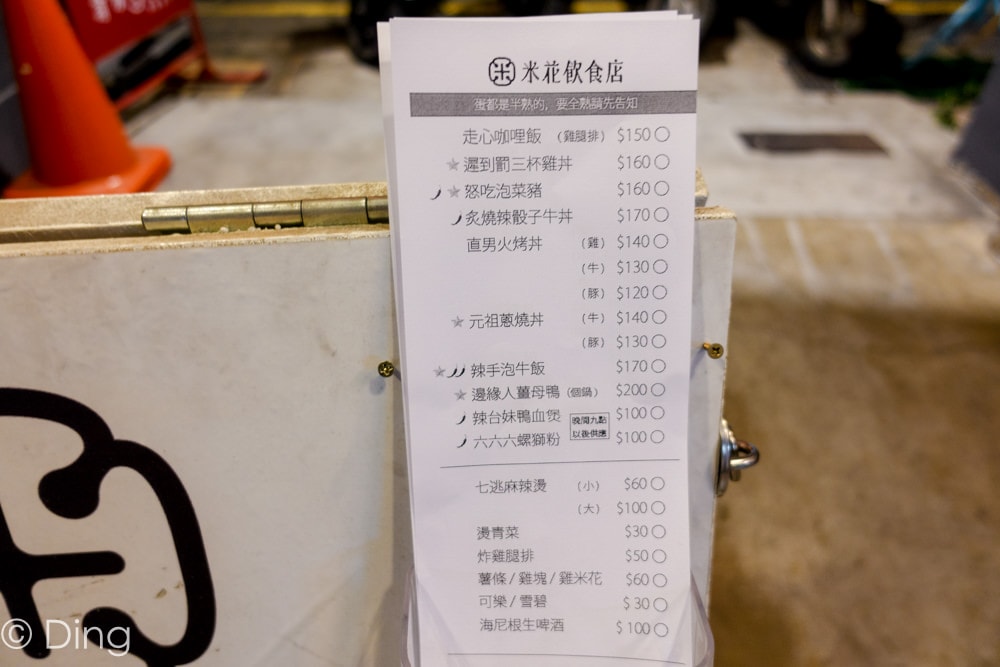 米 米花飲食店
蛋都是半熟的，要全熟請先告知
走心咖哩飯 （雞腿排） $150
遲到罰三杯雞丼 $160
怒吃泡菜豬 $160
炙燒辣骰子牛丼 $170
直男火烤丼 （雞） $140
（牛） $130
（豚） $120
元祖蔥燒丼 （牛） $140
（豚） $130
辣手泡牛飯 $170
邊緣人薑母鴨（個鍋） $200
辣台妹鴨血煲 $100
晚間九點
以後供應
六六六螺獅粉 $100
七逃麻辣燙 （小） $60
（大） $100
燙青菜 $30
炸雞腿排 $50
薯條/雞塊/雞米花 $60
可樂/雪碧 $30
海尼根生啤酒 $100
© Ding